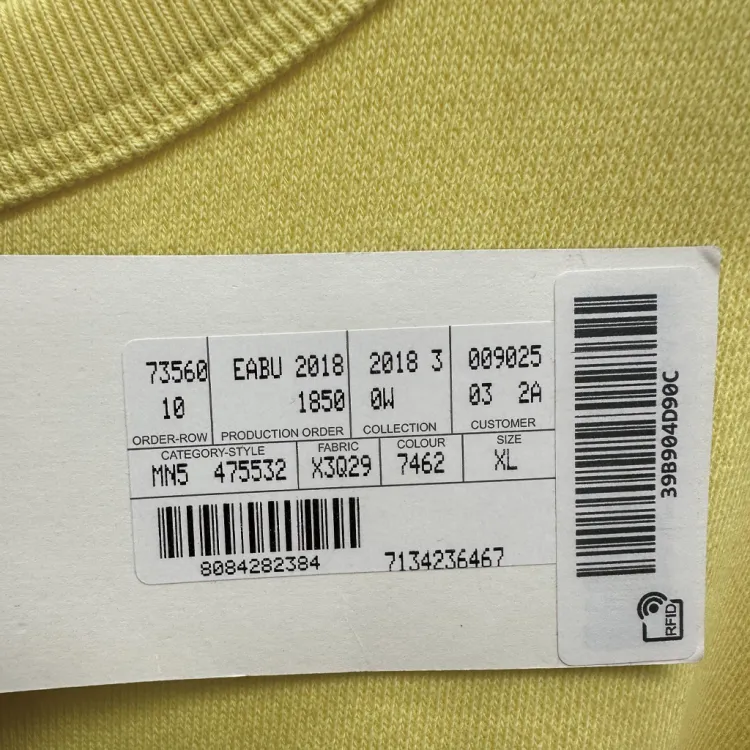 73560 EABU 2018 2018 3 009025
10 1850 0W 03 2A
ORDER-ROW PRODUCTION ORDER COLLECTION CUSTOMER
CATEGORY-STYLE FABRIC COLOUR SIZE
MN5 475532 X3Q29 7462 XL
8084282384 7134236467
39B904D90C
RFID